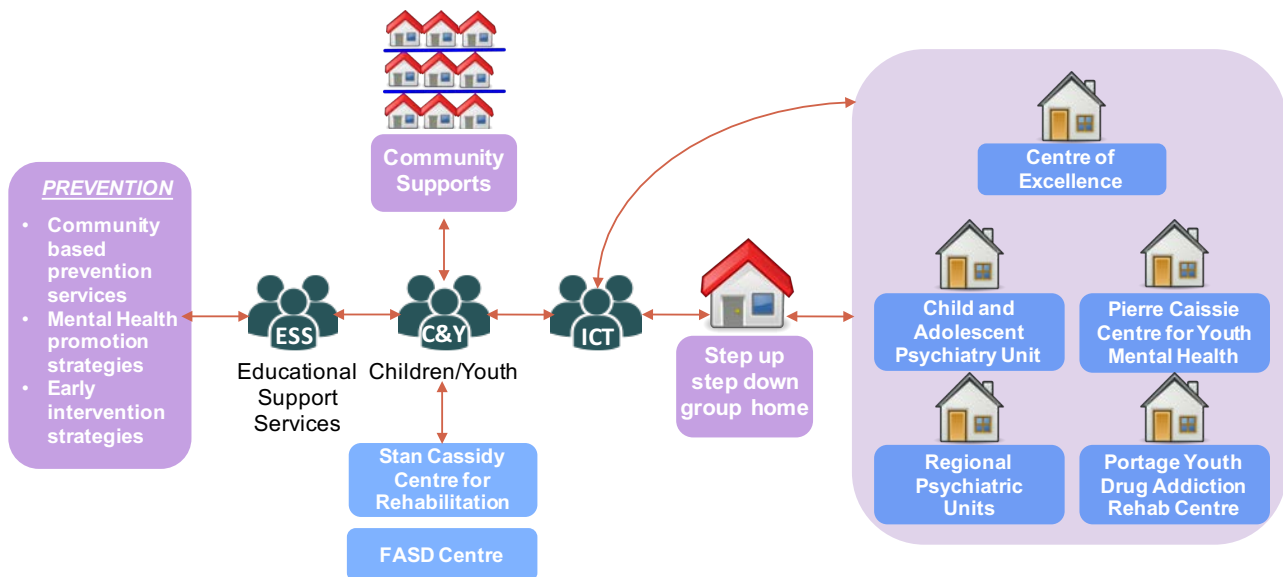 PREVENTION
• Community
based
prevention
services
• Mental Health
promotion
strategies
• Early
intervention
strategies
Community
Supports
ESS
Educational
Support
Services
C&Y
Children/Youth
ICT
Stan Cassidy
Centre for
Rehabilitation
FASD Centre
Step up
step down
group home
Centre of
Excellence
Child and
Adolescent
Psychiatry Unit
Pierre Caissie
Centre for Youth
Mental Health
Regional
Psychiatric
Units
Portage Youth
Drug Addiction
Rehab Centre